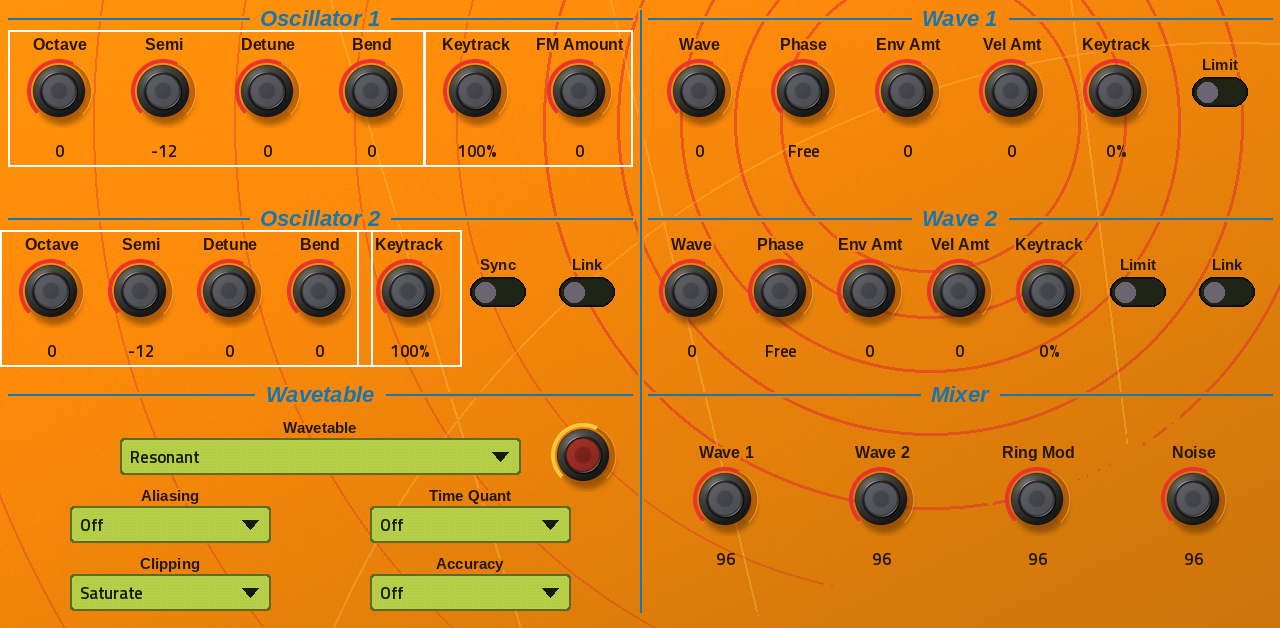 Oscillator 1
Octave Semi Detune Bend Keytrack FM Amount
0 -12 0 0 100% 0
Wave 1
Wave Phase Env Amt Vel Amt Keytrack Limit
0 Free 0 0 0%
Oscillator 2
Octave Semi Detune Bend Keytrack Sync Link
0 -12 0 0 100%
Wave 2
Wave Phase Env Amt Vel Amt Keytrack Limit Link
0 Free 0 0 0%
Wavetable
Wavetable
Resonant
Aliasing Time Quant
Off Off
Clipping Accuracy
Saturate Off
Mixer
Wave 1 Wave 2 Ring Mod Noise
96 96 96 96